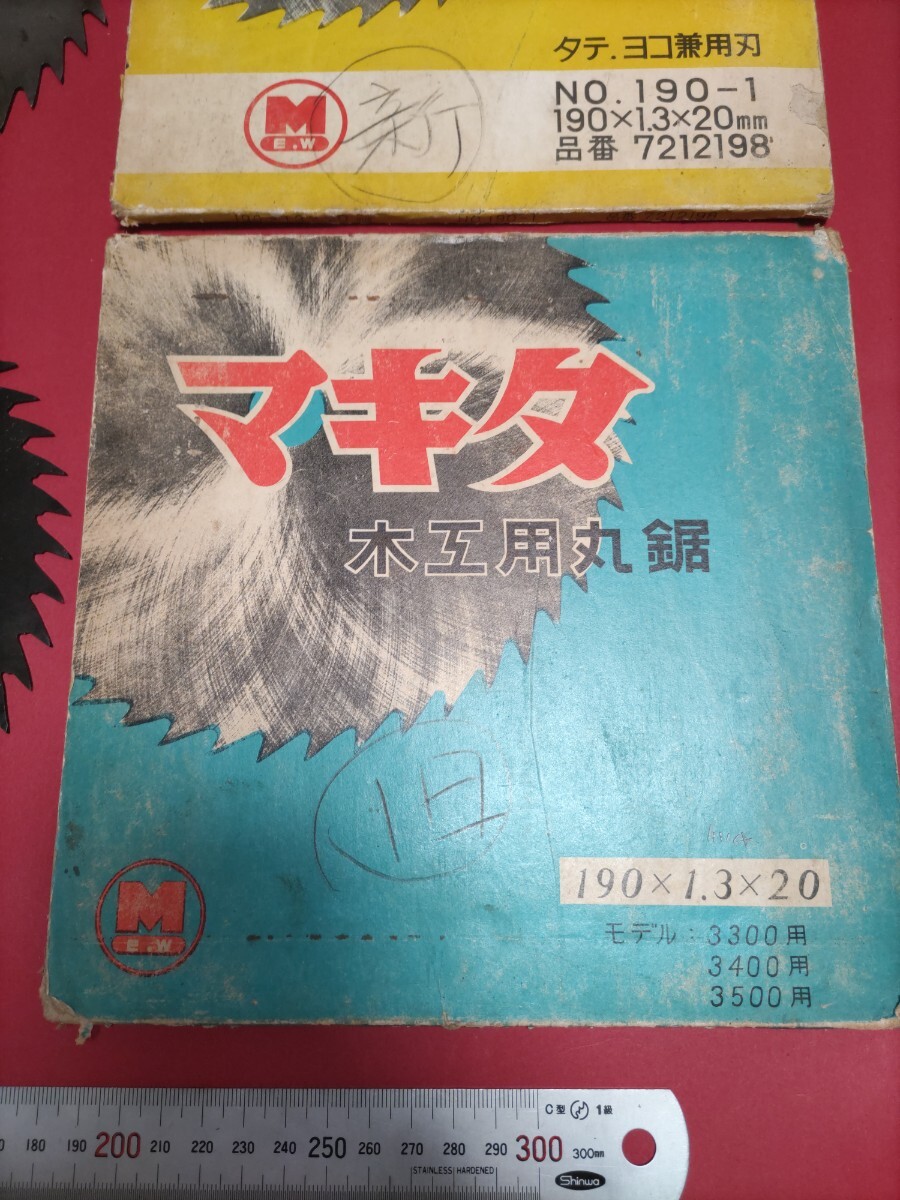 タテ.ヨコ兼用刃
NO. 190-1
190×1.3×20mm
品番 7212198
M
E.W
新
マキタ
木工用丸鋸
旧
190×1.3×20
モデル:3300用
3400用
3500用
M
E.W
C型 1級
180 190 200 210 220 230 240 250 260 270 280 290 300 300mm
STAINLESS HARDENED
Shinwa